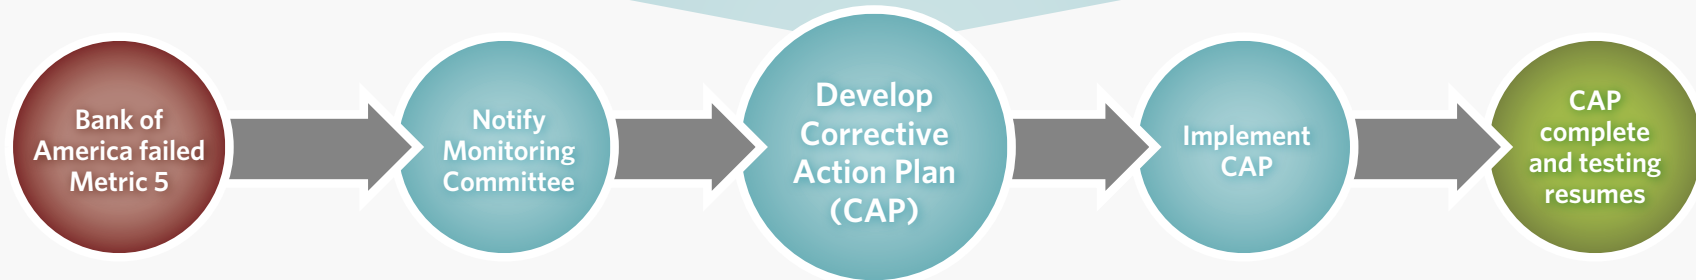 Bank of
America failed
Metric 5
Notify
Monitoring
Committee
Develop
Corrective
Action Plan
(CAP)
Implement
CAP
CAP
complete
and testing
resumes